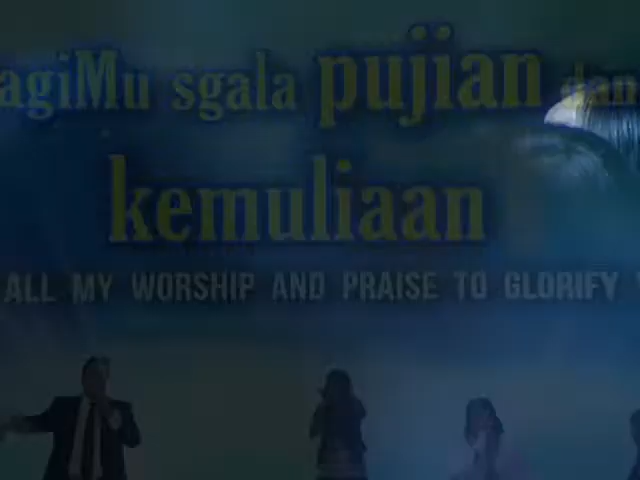 agiMu sgala pujian dan
kemuliaan
ALL MY WORSHIP AND PRAISE TO GLORIFY